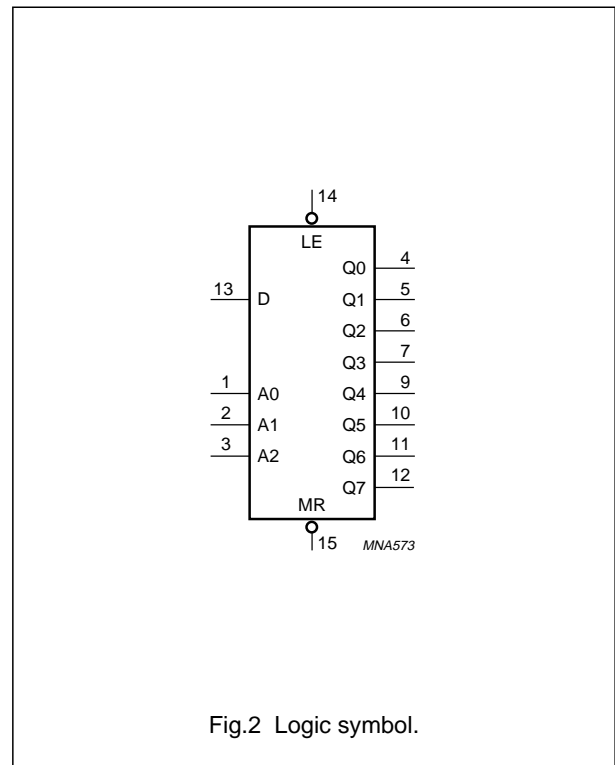 14
LE
Q0 4
13 D Q1 5
Q2 6
Q3 7
1 A0 Q4 9
2 A1 Q5 10
3 A2 Q6 11
Q7 12
MR
15 MNA573
Fig.2 Logic symbol.